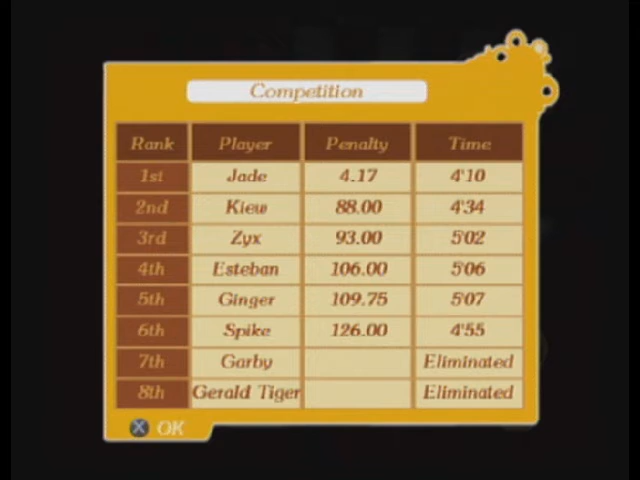 Competition
Rank Player Penalty Time
1st Jade 4.17 4'10
2nd Kiew 88.00 4'34
3rd Zyx 93.00 5'02
4th Esteban 106.00 5'06
5th Ginger 109.75 5'07
6th Spike 126.00 4'55
7th Garby Eliminated
8th Gerald Tiger Eliminated
X OK